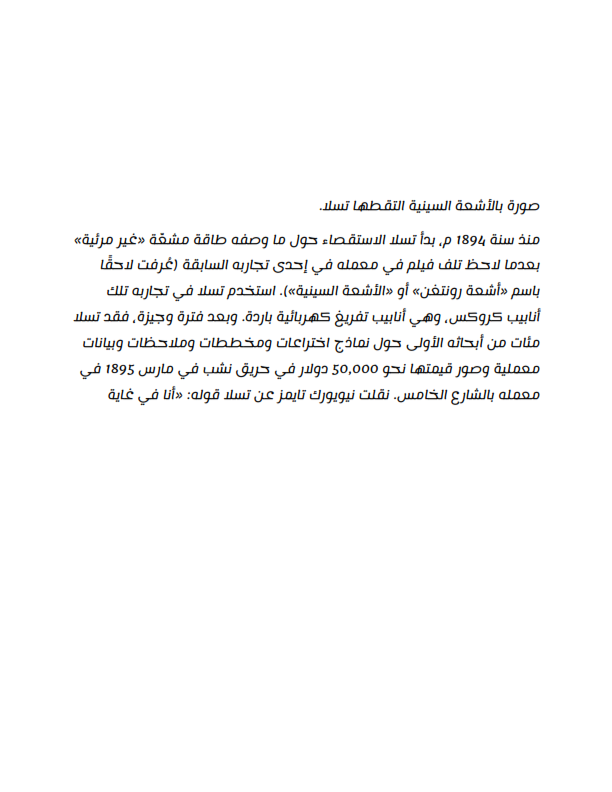 صورة بالأشعة السينية التقطها تسلا.
منذ سنة 1894 م، بدأ تسلا الاستقصاء حول ما وصفه طاقة مشعّة «غير مرئية»
بعدما لاحظ تلف فيلم في معمله في إحدى تجاربه السابقة (عُرفت لاحقًا
باسم «أشعة رونتغن» أو «الأشعة السينية»). استخدم تسلا في تجاربه تلك
أنابيب كروكس، وهي أنابيب تفريغ كهربائية باردة. وبعد فترة وجيزة، فقد تسلا
مئات من أبحاثه الأولى حول نماذج اختراعات ومخططات وملاحظات وبيانات
معملية وصور قيمتها نحو 50,000 دولار في حريق نشب في مارس 1895 في
معمله بالشارع الخامس. نقلت نيويورك تايمز عن تسلا قوله: «أنا في غاية